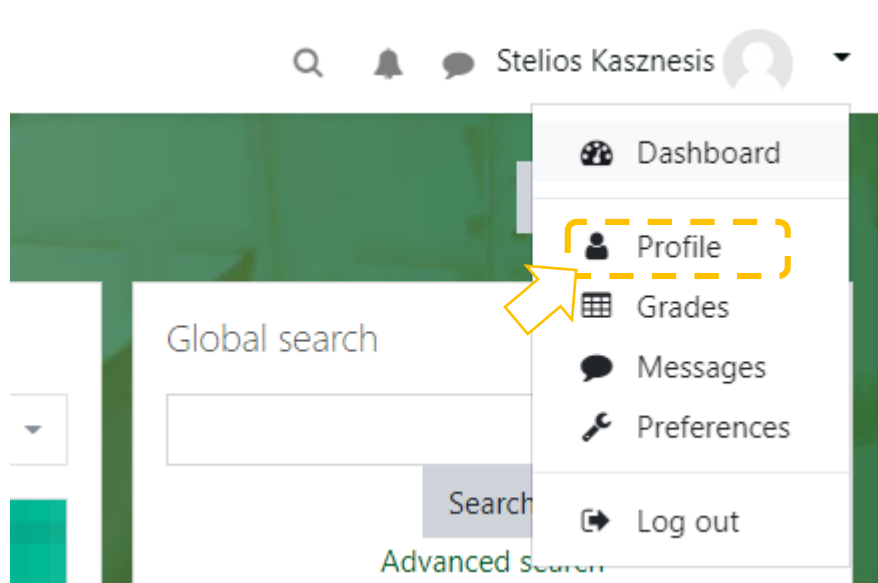 Stelios Kasznesis
Dashboard
Profile
Global search
Grades
Messages
Preferences
Search
Log out
Advanced search